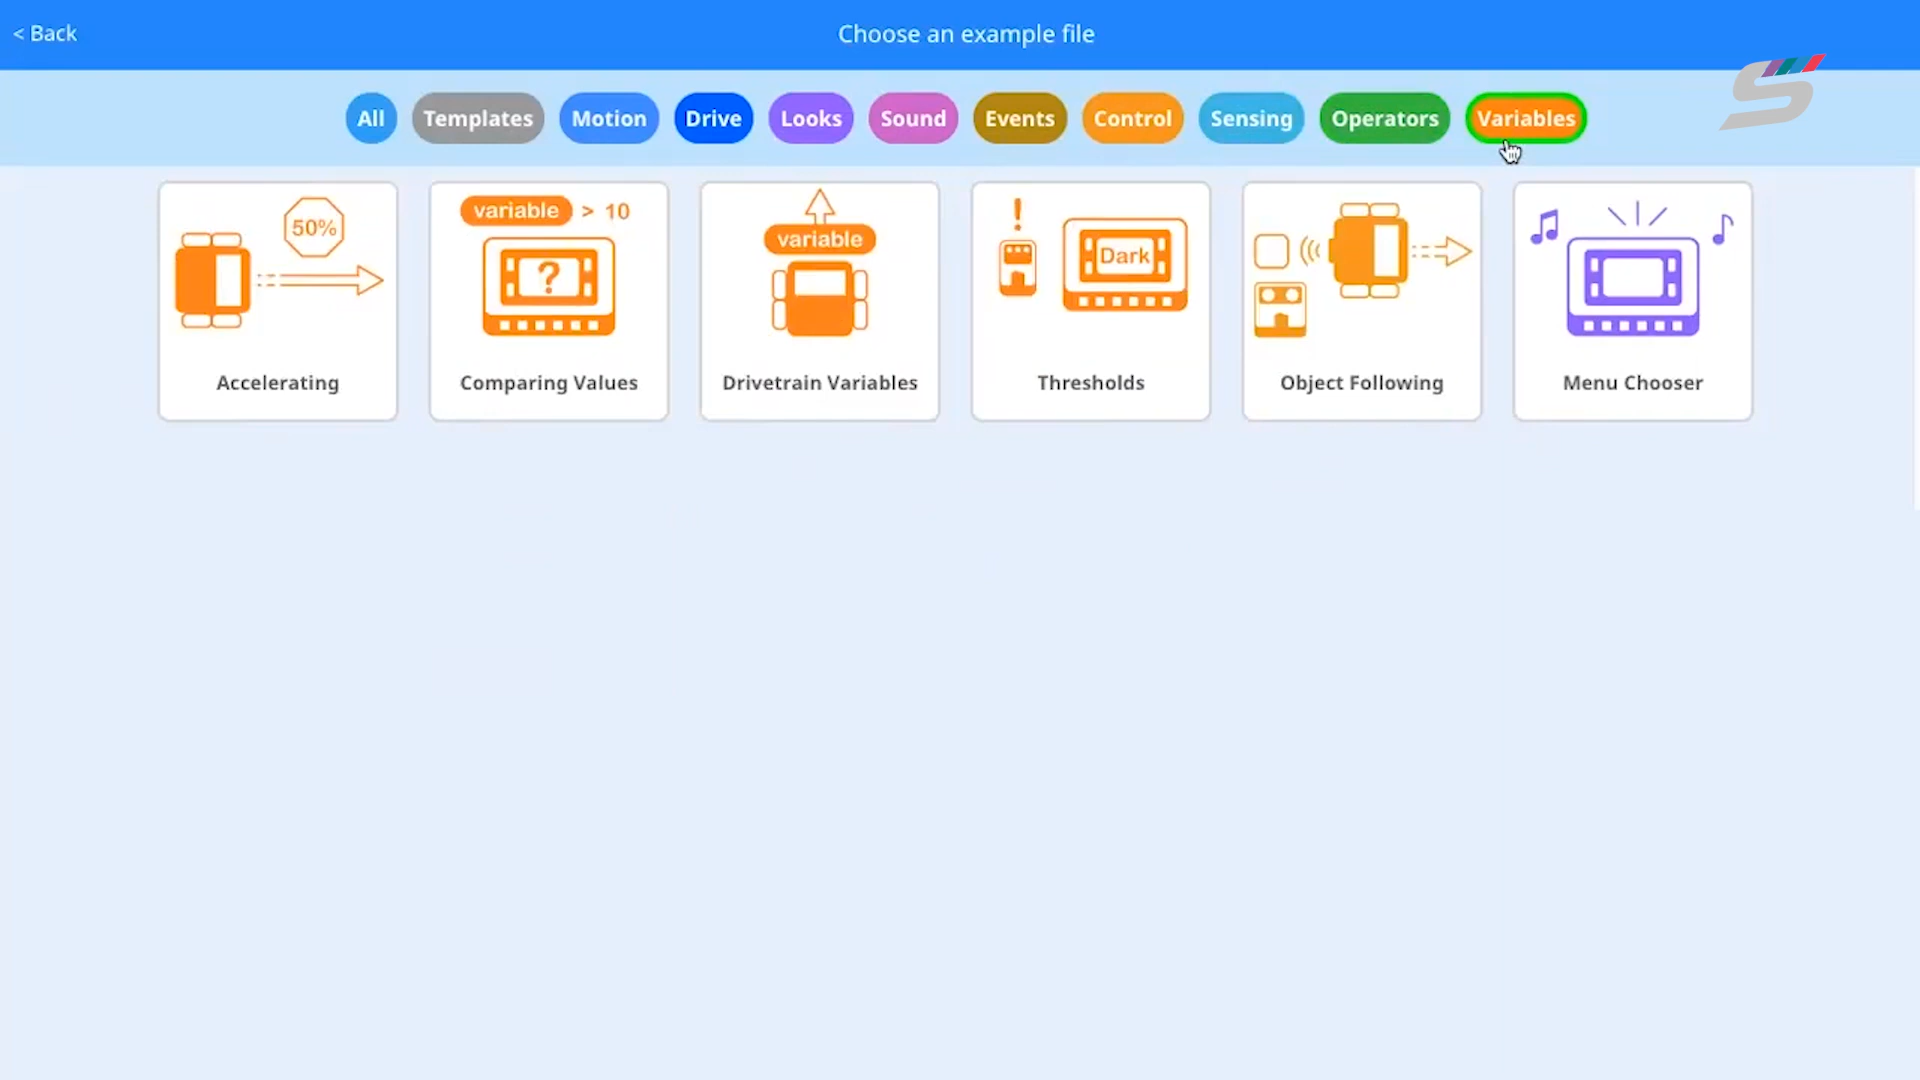 < Back
Choose an example file
All Templates Motion Drive Looks Sound Events Control Sensing Operators Variables
50%
variable > 10
?
variable
!
Dark
Accelerating
Comparing Values
Drivetrain Variables
Thresholds
Object Following
Menu Chooser